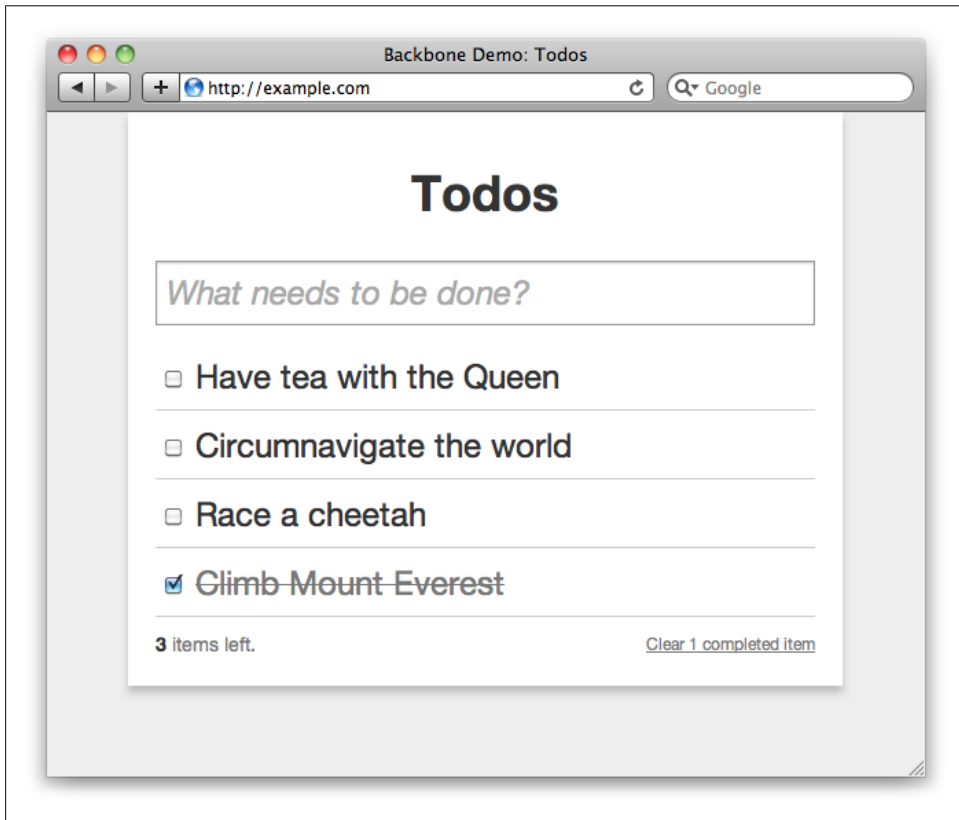 Backbone Demo: Todos
http://example.com
Google
Todos
What needs to be done?
Have tea with the Queen
Circumnavigate the world
Race a cheetah
Climb Mount Everest
3 items left.
Clear 1 completed item